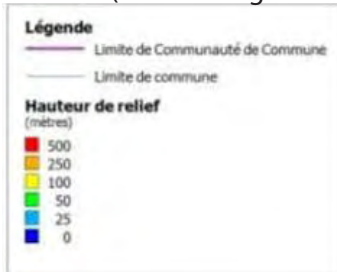 Légende
Limite de Communauté de Commune
Limite de commune
Hauteur de relief
(mètres)
500
250
100
50
25
0